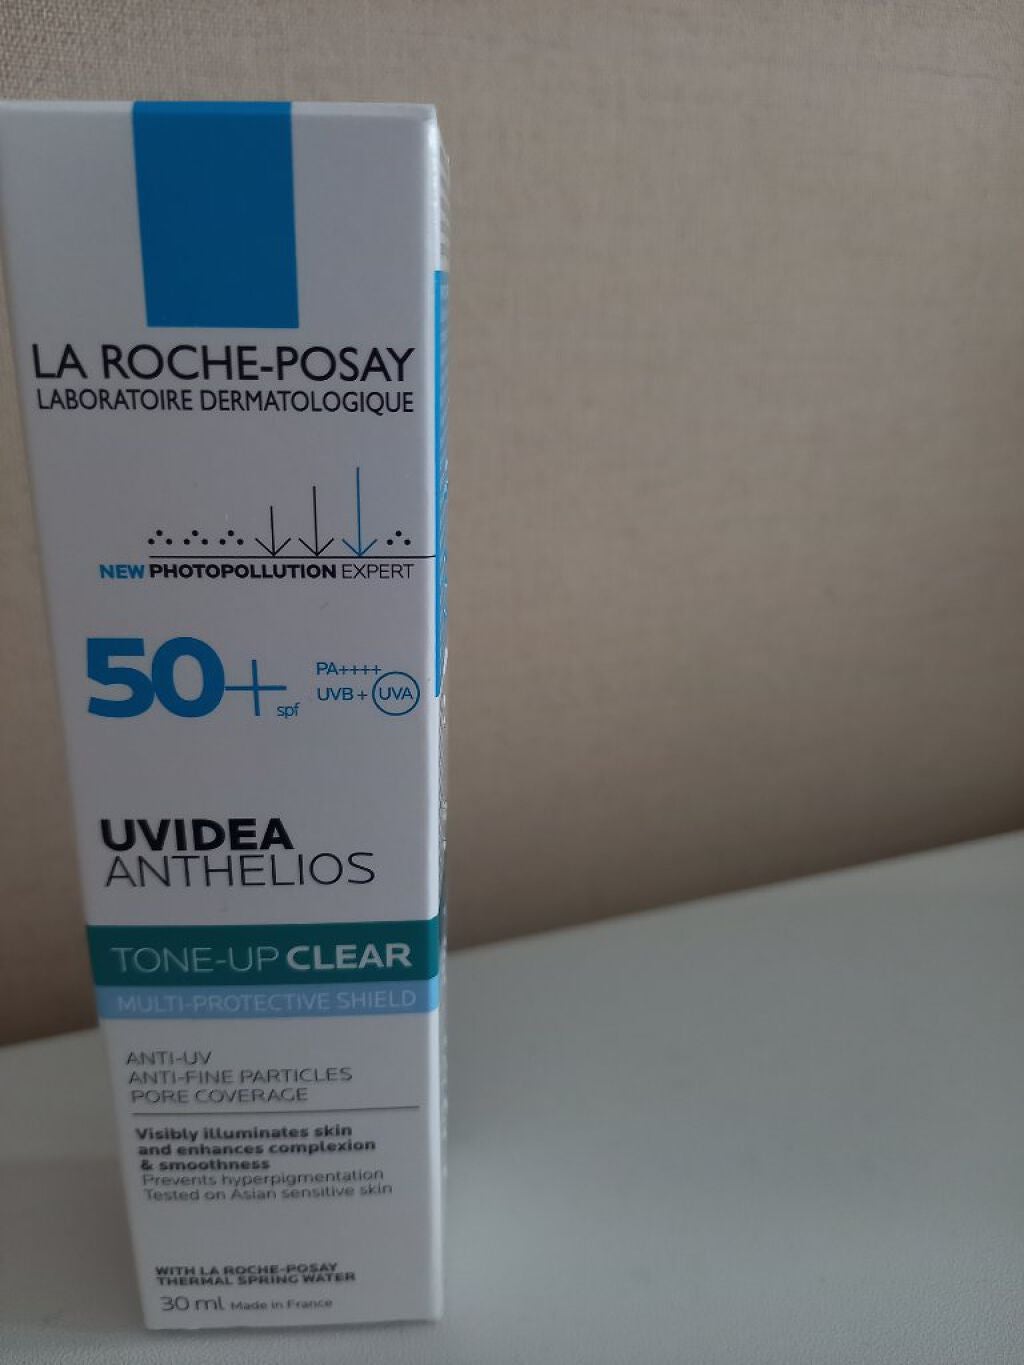 LA ROCHE-POSAY
LABORATOIRE DERMATOLOGIQUE
NEW PHOTOPOLLUTION EXPERT
50+ spf
PA++++
UVB + UVA
UVIDEA
ANTHELIOS
TONE-UP CLEAR
MULTI-PROTECTIVE SHIELD
ANTI-UV
ANTI-FINE PARTICLES
PORE COVERAGE
Visibly illuminates skin
and enhances complexion
& smoothness
Prevents hyperpigmentation
Tested on Asian sensitive skin
WITH LA ROCHE-POSAY
THERMAL SPRING WATER
30 ml Made in France